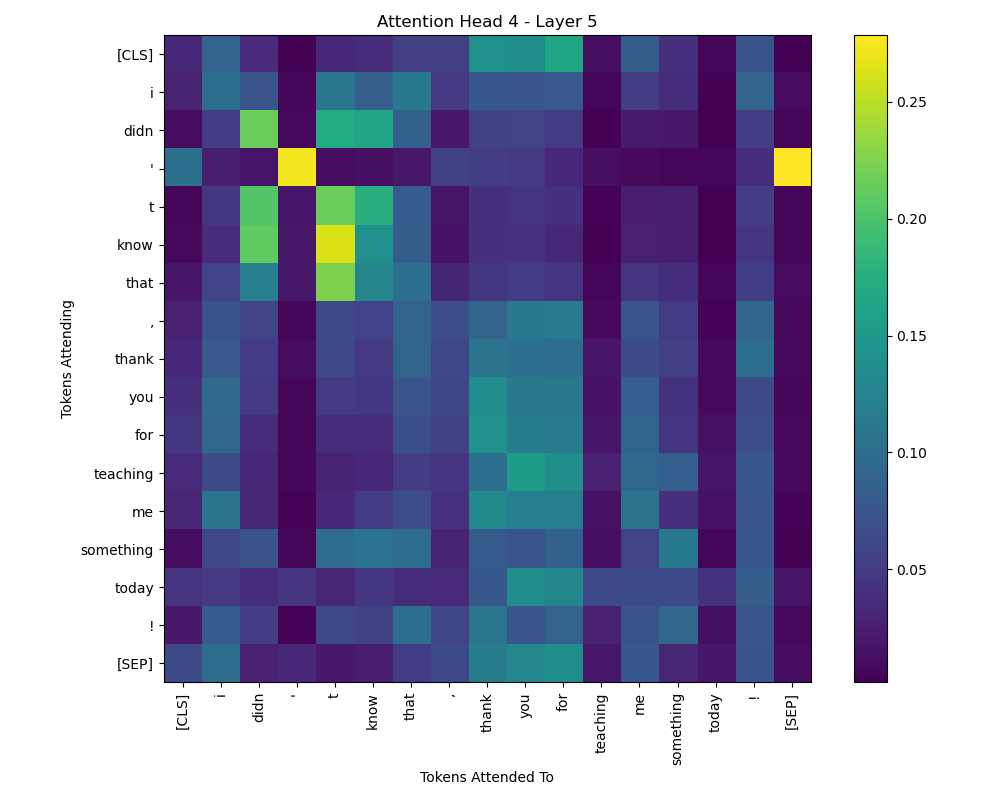 Attention Head 4 - Layer 5
[CLS]
i
didn
'
t
know
that
,
thank
you
for
teaching
me
something
today
!
[SEP]
Tokens Attending
[CLS]
i
didn
'
t
know
that
,
thank
you
for
teaching
me
something
today
!
[SEP]
Tokens Attended To
0.25
0.20
0.15
0.10
0.05